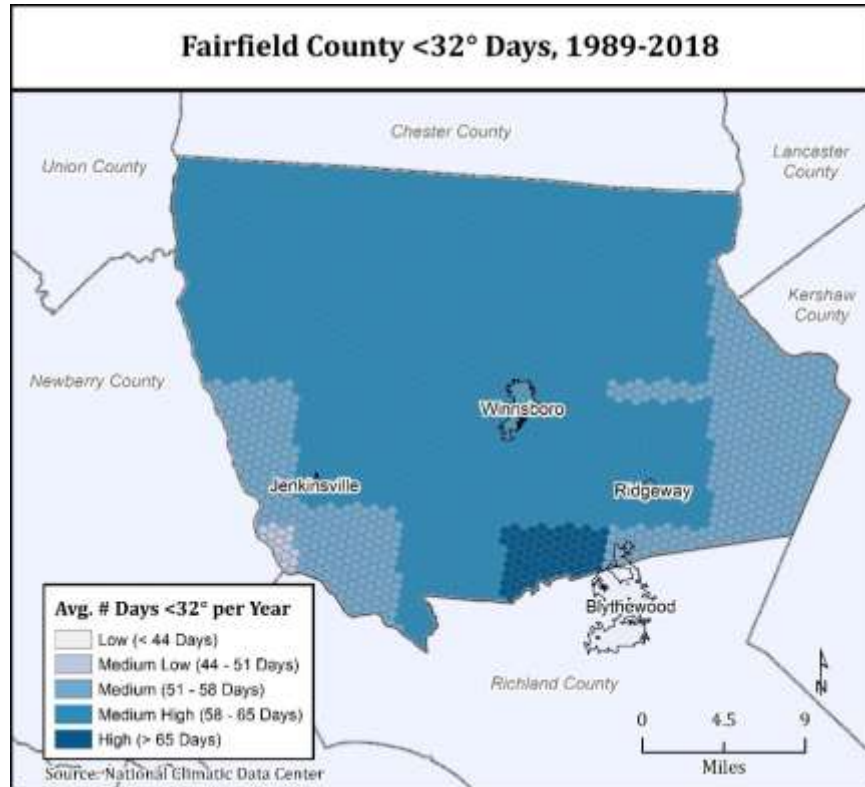 Fairfield County <32° Days, 1989-2018
Chester County
Union County
Lancaster
County
Kershaw
County
Newberry County
Winnsboro
Jenkinsville
Ridgeway
Blythewood
Avg. # Days <32° per Year
Low (< 44 Days)
Medium Low (44 - 51 Days)
Medium (51 - 58 Days)
Medium High (58 - 65 Days)
High (> 65 Days)
Richland County
N
0 4.5 9
Miles
Source: National Climatic Data Center